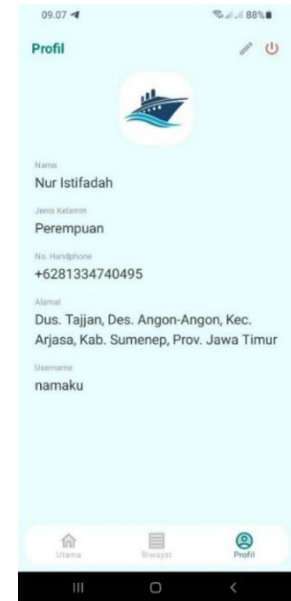 09.07
88%
Profil
Nama
Nur Istifadah
Jenis Kelamin
Perempuan
No. Handphone
+6281334740495
Alamat
Dus. Tajjan, Des. Angon-Angon, Kec.
Arjasa, Kab. Sumenep, Prov. Jawa Timur
Username
namaku
Utama
Riwayat
Profil